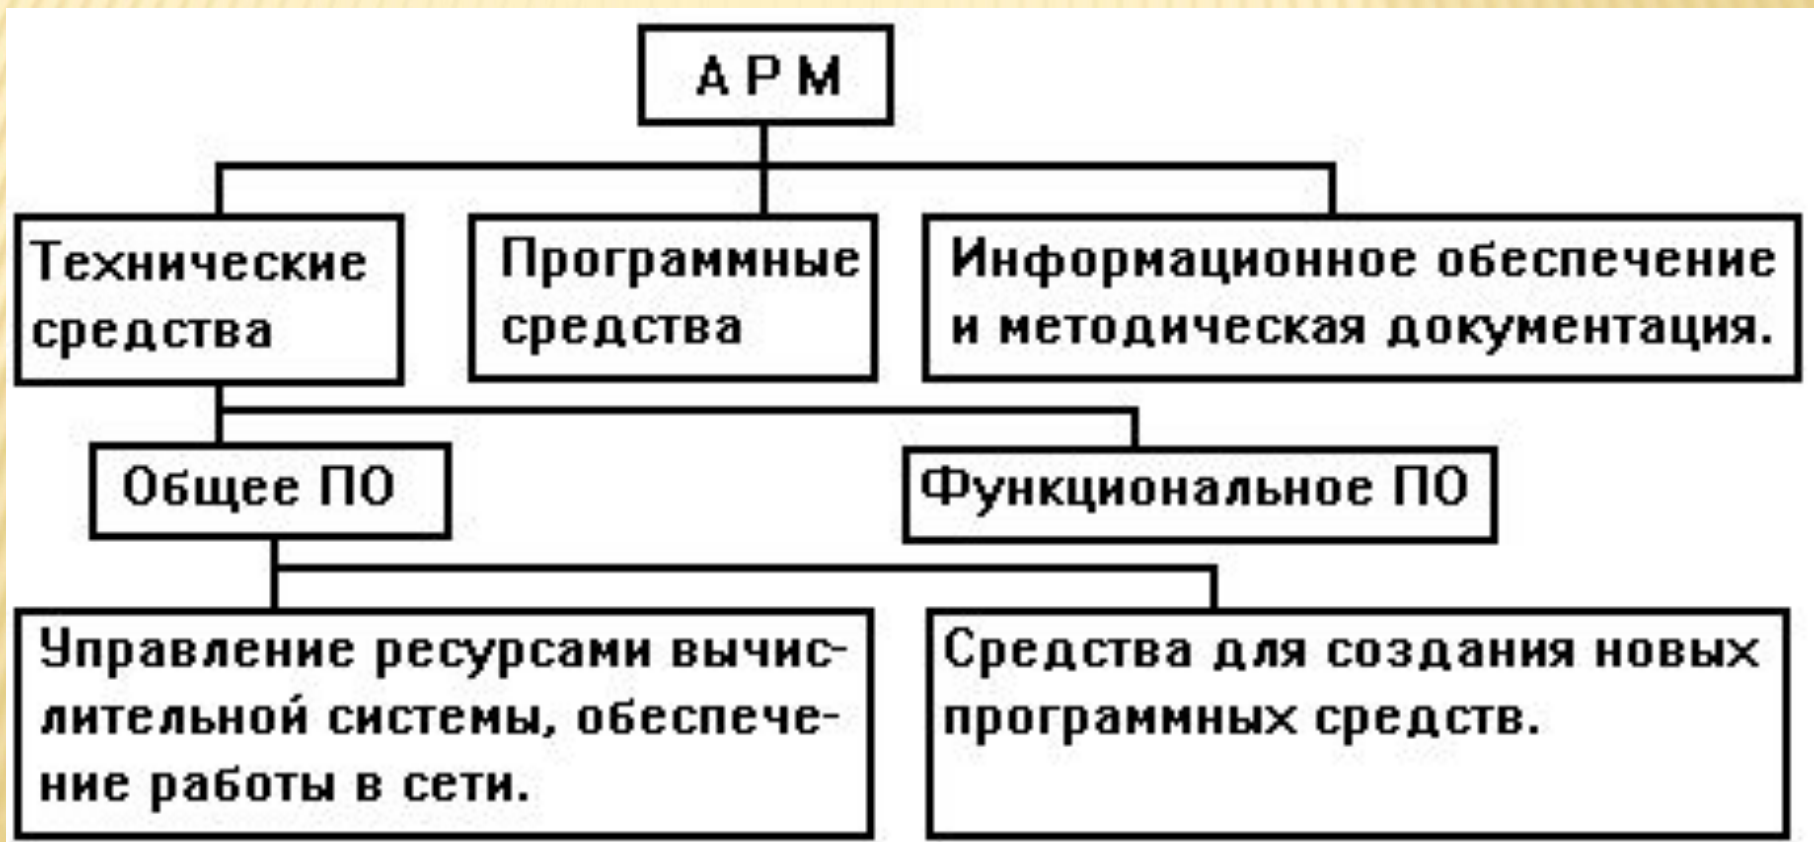 А Р М
Технические
средства
Программные
средства
Информационное обеспечение
и методическая документация.
Общее ПО
Функциональное ПО
Управление ресурсами вычис-
лительной системы, обеспече-
ние работы в сети.
Средства для создания новых
программных средств.